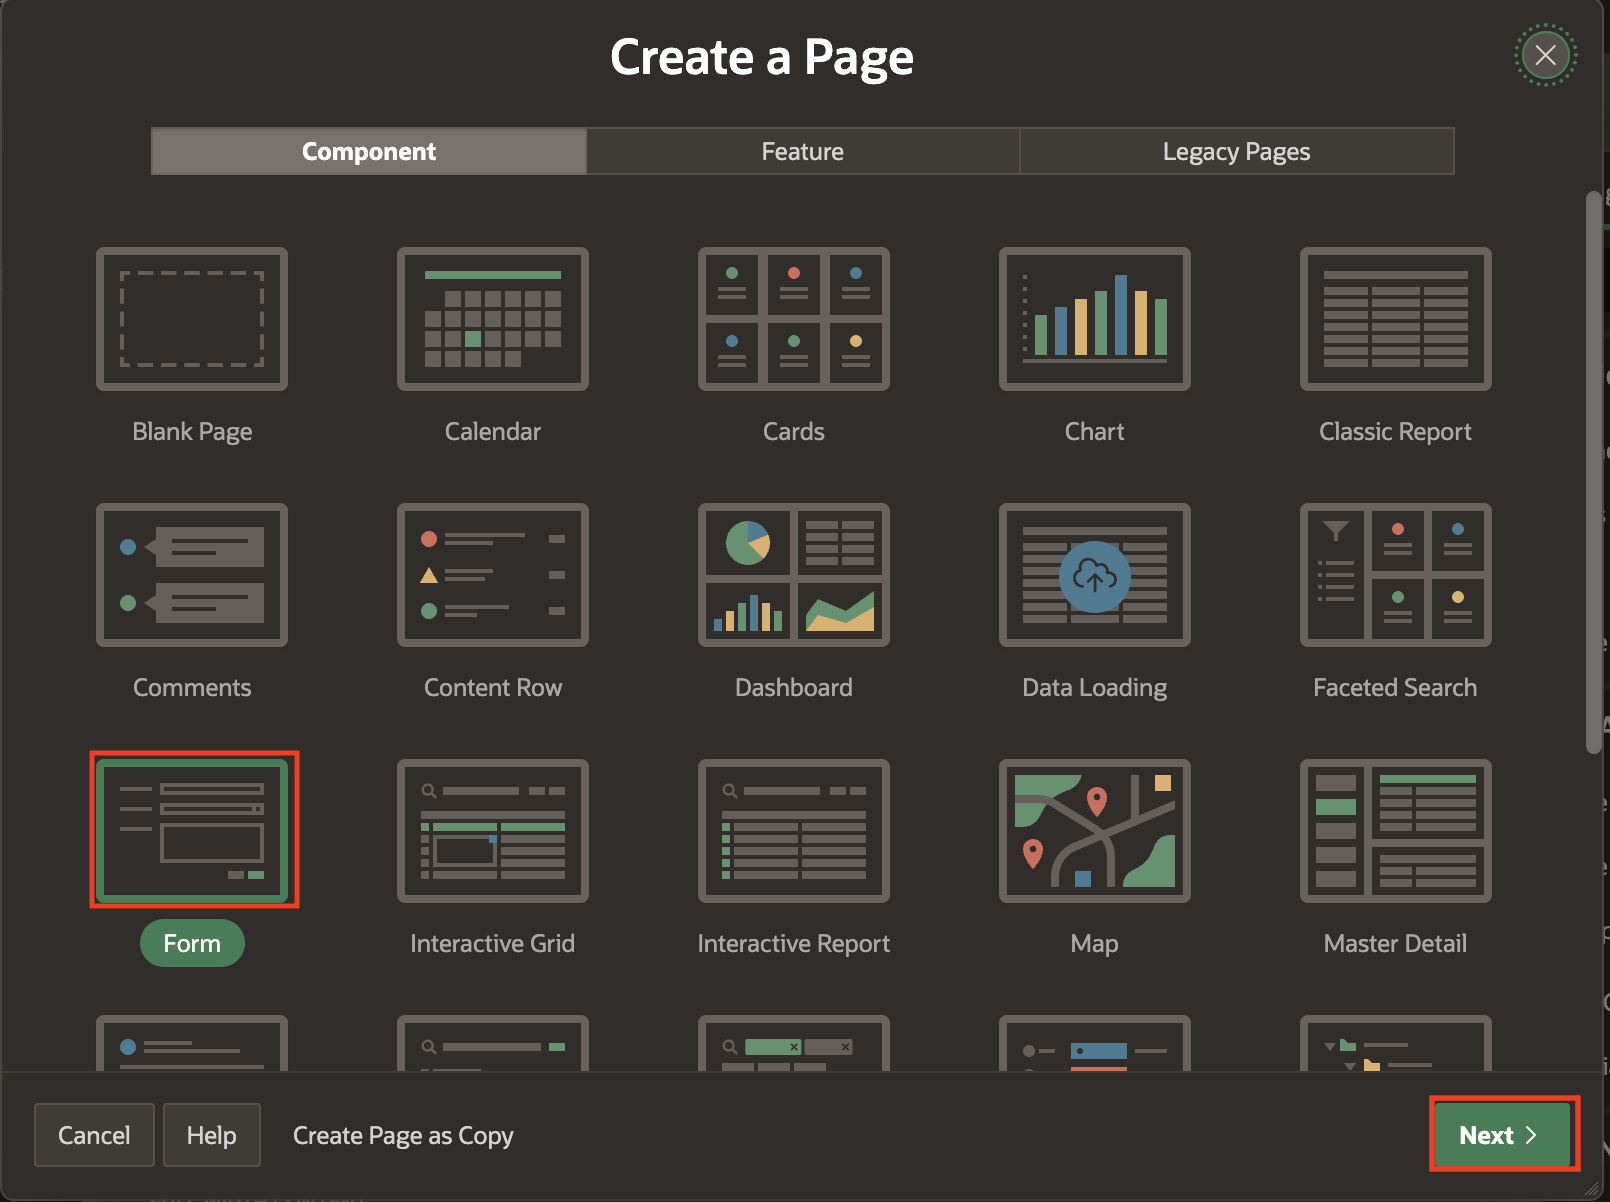 Create a Page
Component Feature Legacy Pages
Blank Page Calendar Cards Chart Classic Report
Comments Content Row Dashboard Data Loading Faceted Search
Form Interactive Grid Interactive Report Map Master Detail
Cancel Help Create Page as Copy Next